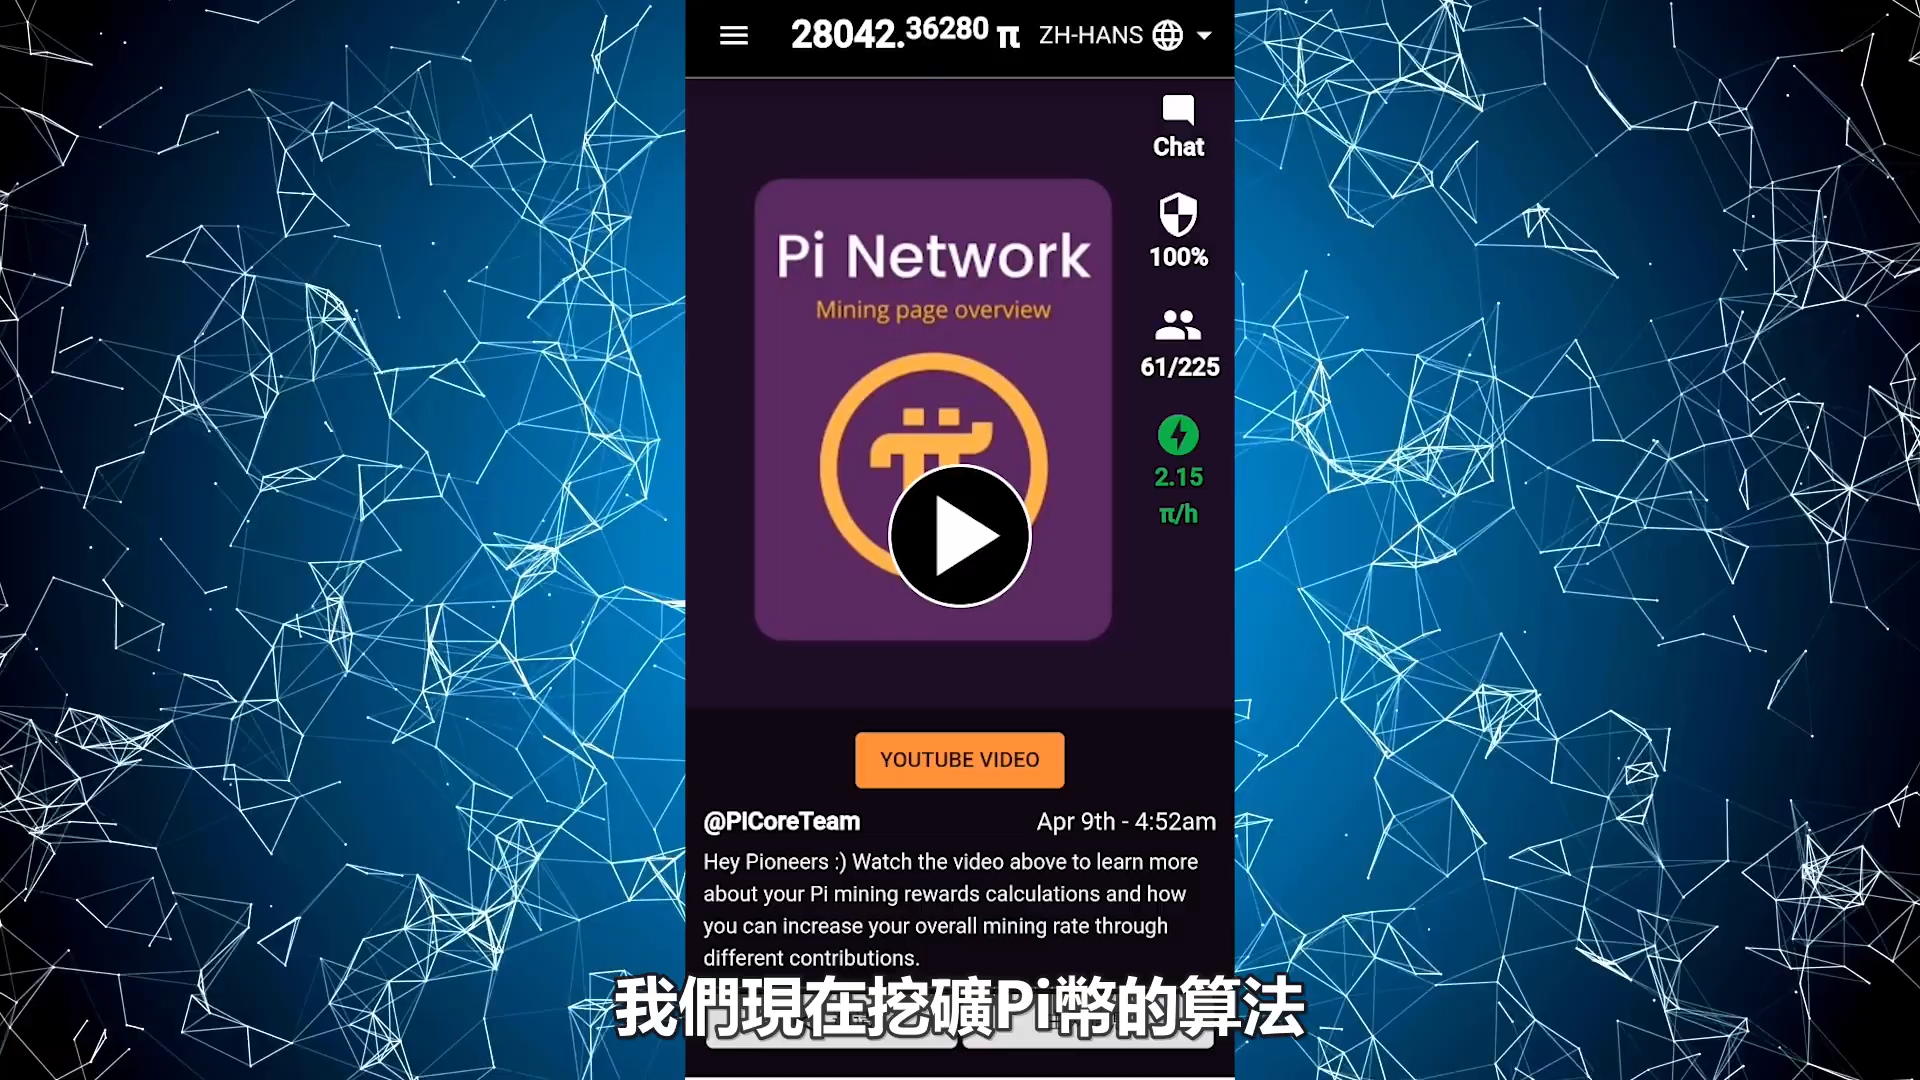 28042.36280 π
ZH-HANS
Chat
100%
61/225
2.15
π/h
Pi Network
Mining page overview
YOUTUBE VIDEO
@PiCoreTeam
Apr 9th - 4:52am
Hey Pioneers :) Watch the video above to learn more
about your Pi mining rewards calculations and how
you can increase your overall mining rate through
different contributions.
我們現在挖礦Pi幣的算法